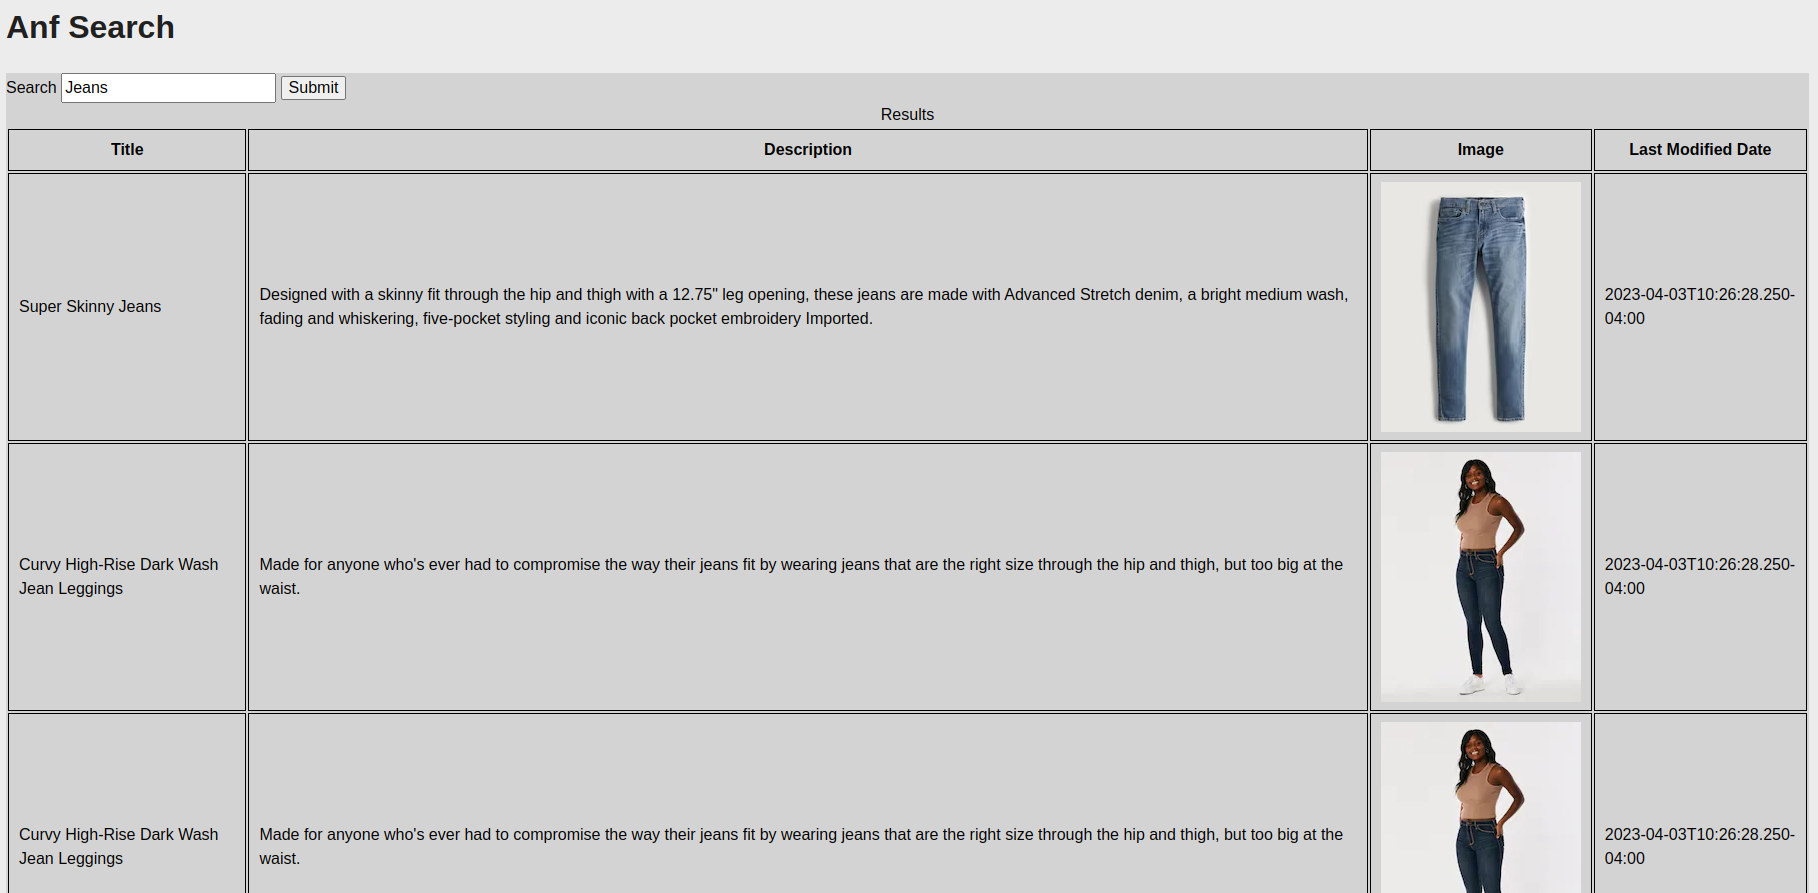 Anf Search
Search Jeans Submit
Results
Title Description Image Last Modified Date
Super Skinny Jeans
Designed with a skinny fit through the hip and thigh with a 12.75" leg opening, these jeans are made with Advanced Stretch denim, a bright medium wash,
fading and whiskering, five-pocket styling and iconic back pocket embroidery Imported.
2023-04-03T10:26:28.250-
04:00
Curvy High-Rise Dark Wash
Jean Leggings
Made for anyone who's ever had to compromise the way their jeans fit by wearing jeans that are the right size through the hip and thigh, but too big at the
waist.
2023-04-03T10:26:28.250-
04:00
Curvy High-Rise Dark Wash
Jean Leggings
Made for anyone who's ever had to compromise the way their jeans fit by wearing jeans that are the right size through the hip and thigh, but too big at the
waist.
2023-04-03T10:26:28.250-
04:00